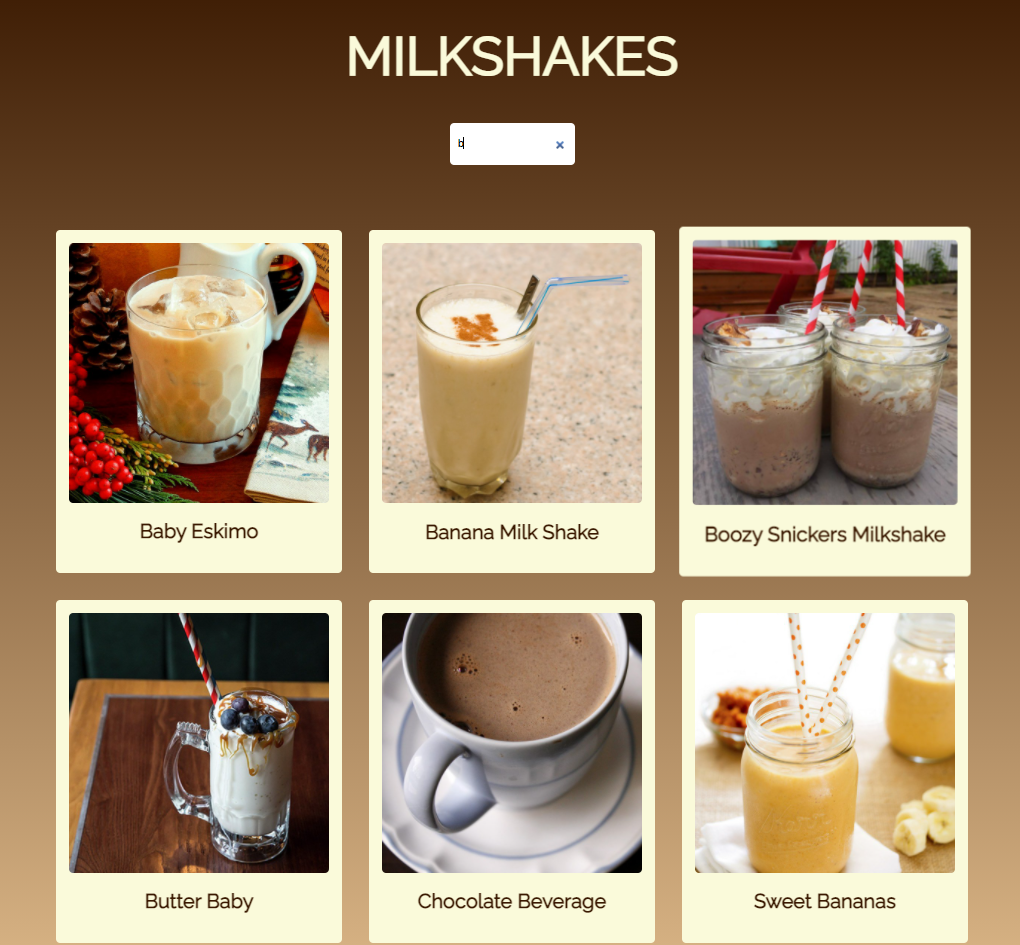 MILKSHAKES
b ×
Baby Eskimo
Banana Milk Shake
Boozy Snickers Milkshake
Butter Baby
Chocolate Beverage
Sweet Bananas